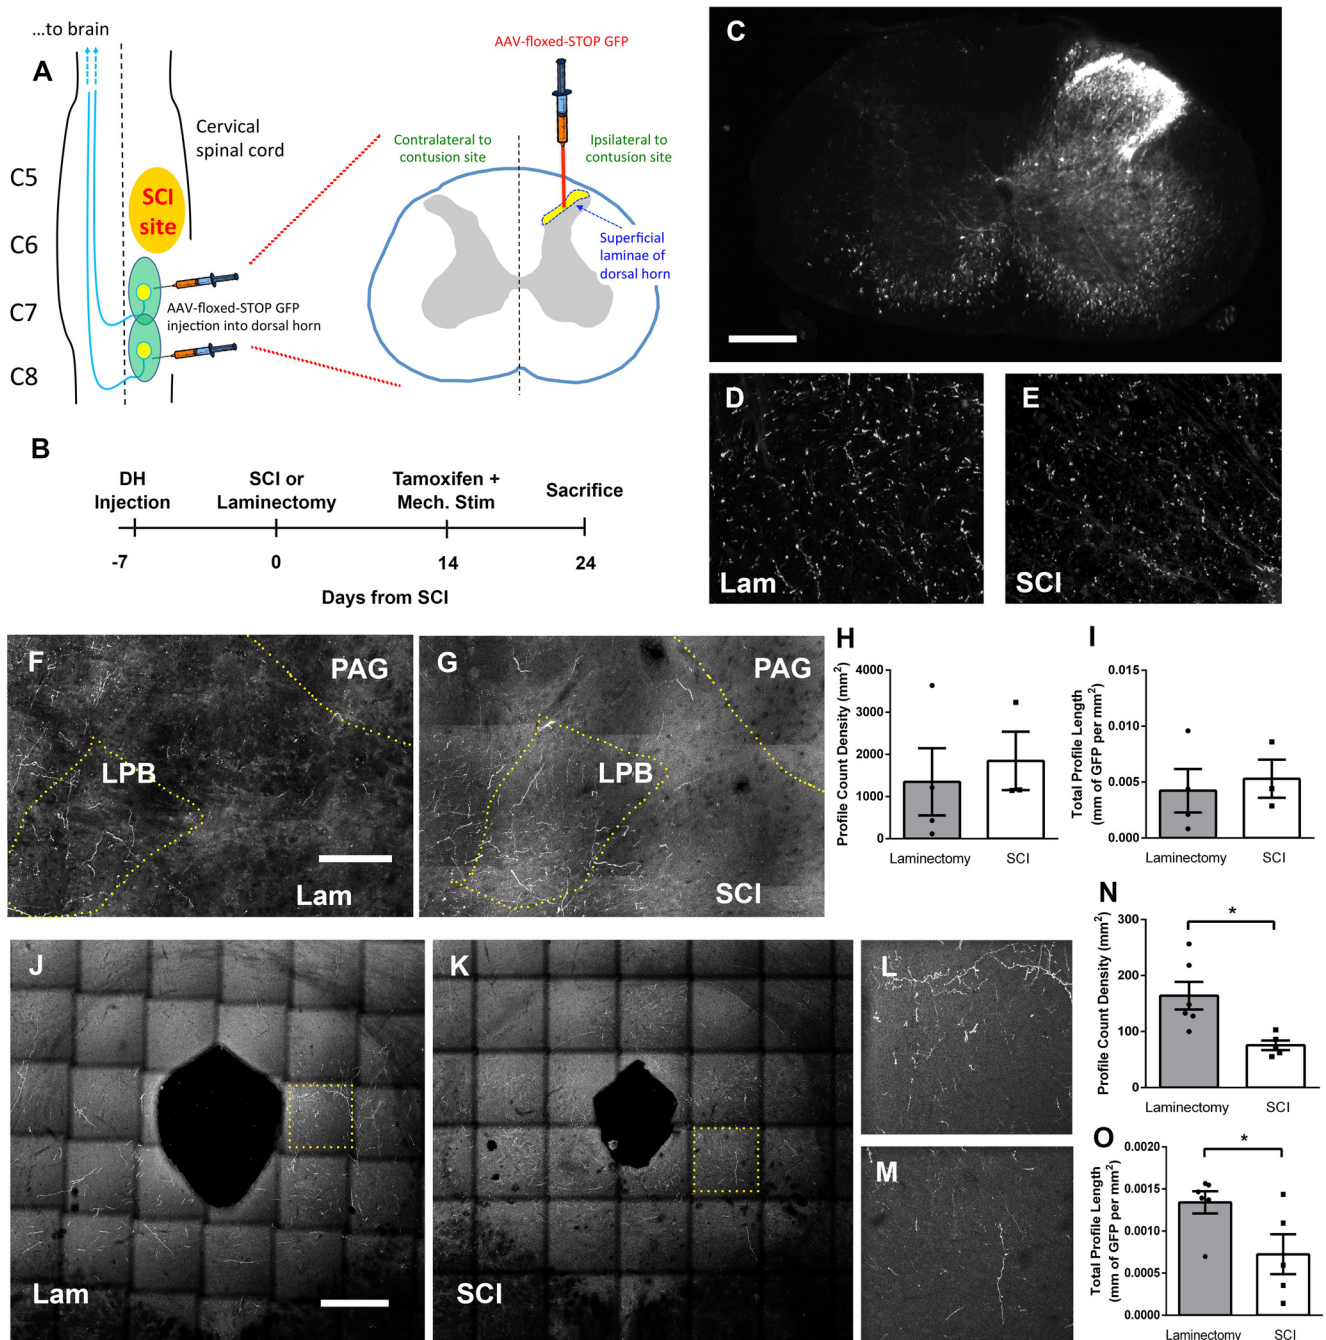 ...to brain
A
Cervical
spinal cord
C5
C6
C7
C8
SCI
site
AAV-floxed-STOP GFP
injection into dorsal horn
AAV-floxed-STOP GFP
Contralateral to
contusion site
Ipsilateral to
contusion site
Superficial
laminae of
dorsal horn
B
DH
Injection
SCI or
Laminectomy
Tamoxifen +
Mech. Stim
Sacrifice
-7
0
14
24
Days from SCI
C
D
Lam
E
SCI
F
PAG
LPB
Lam
G
PAG
LPB
SCI
H
Profile Count Density (mm²)
4000
3000
2000
1000
0
Laminectomy
SCI
I
Total Profile Length
(mm of GFP per mm²)
0.015
0.010
0.005
0.000
Laminectomy
SCI
J
Lam
K
SCI
L
M
N
Profile Count Density (mm²)
300
200
100
0
*
Laminectomy
SCI
O
Total Profile Length
(mm of GFP per mm²)
0.0020
0.0015
0.0010
0.0005
0.0000
*
Laminectomy
SCI